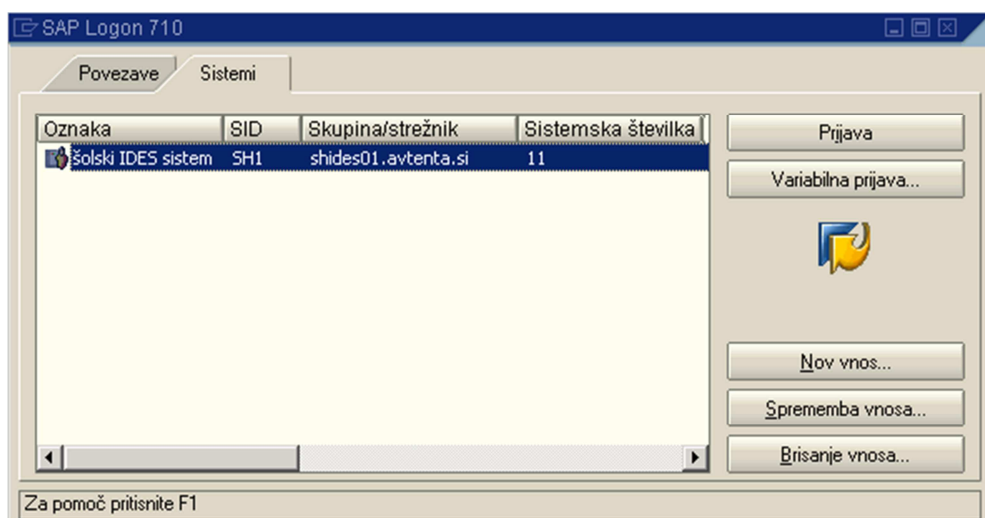 SAP Logon 710
Povezave Sistemi
Oznaka SID Skupina/strežnik Sistemska številka
šolski IDES sistem SH1 shides01.avtenta.si 11
Prijava
Variabilna prijava...
Nov vnos...
Sprememba vnosa...
Brisanje vnosa...
Za pomoč pritisnite F1